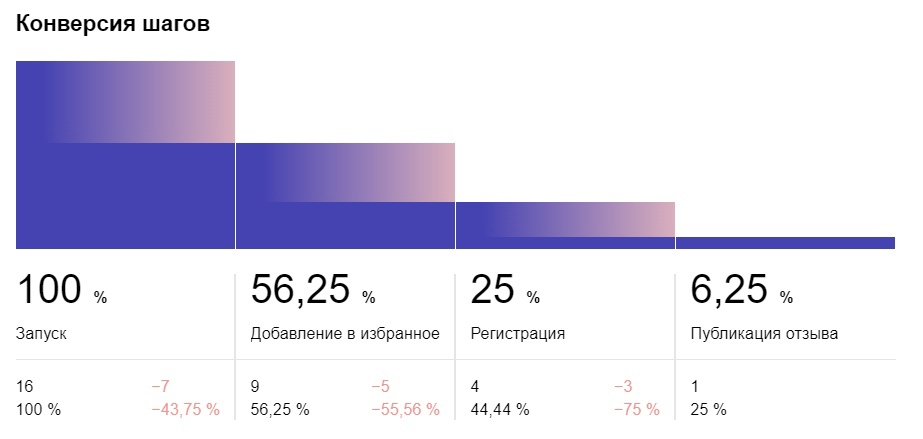 Конверсия шагов
100 % 56,25 % 25 % 6,25 %
Запуск Добавление в избранное Регистрация Публикация отзыва
16 −7 9 −5 4 −3 1
100 % −43,75 % 56,25 % −55,56 % 44,44 % −75 % 25 %